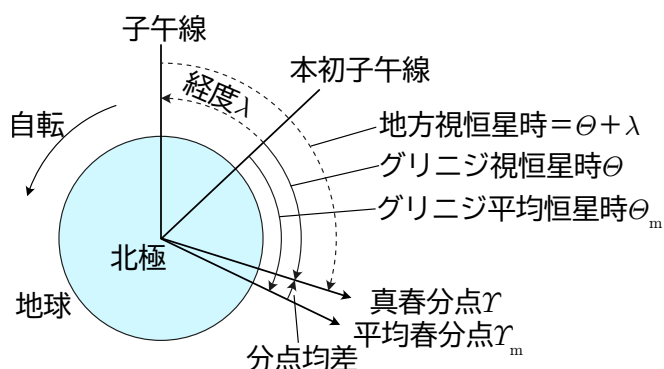 子午線
本初子午線
経度λ
自転
地方視恒星時＝Θ＋λ
グリニジ視恒星時Θ
グリニジ平均恒星時Θm
北極
地球
真春分点ϒ
平均春分点ϒm
分点均差